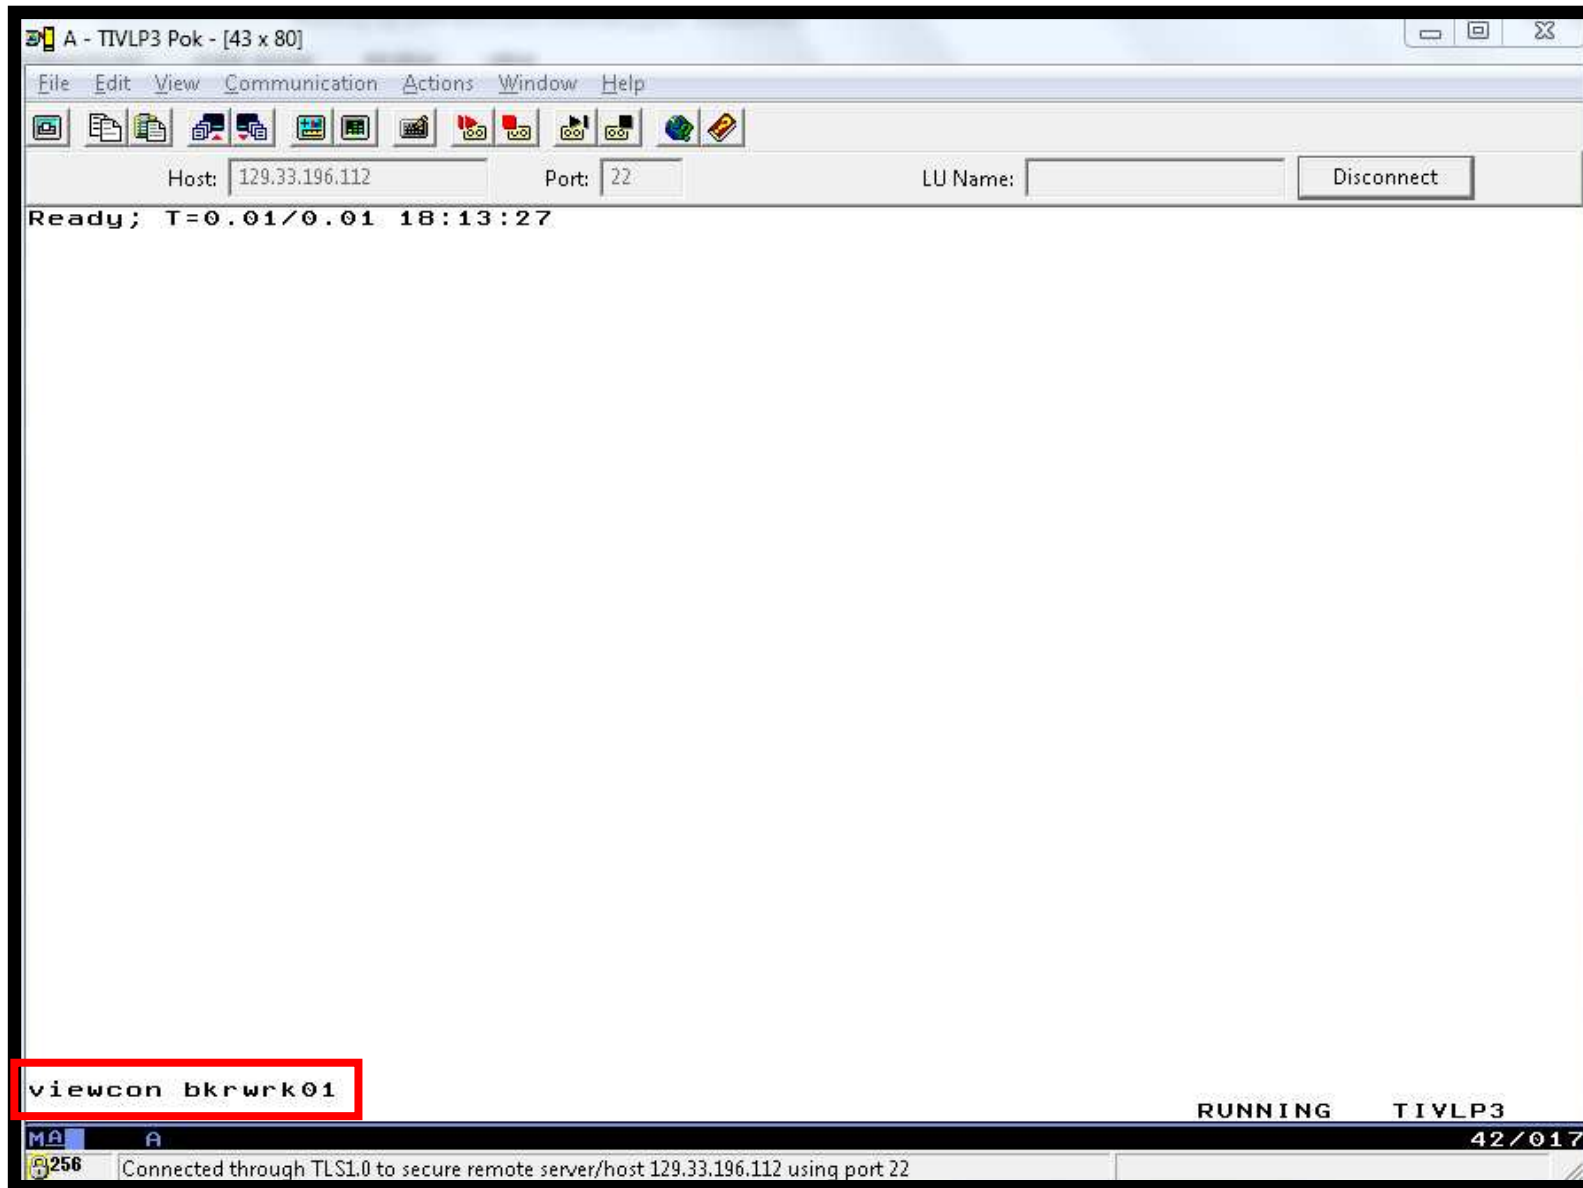 A - TIVLP3 Pok - [43 x 80]
File Edit View Communication Actions Window Help
Host: 129.33.196.112 Port: 22 LU Name: Disconnect
Ready; T=0.01/0.01 18:13:27
viewcon bkrwrk01
RUNNING TIVLP3
MA A 42/017
256 Connected through TLS1.0 to secure remote server/host 129.33.196.112 using port 22